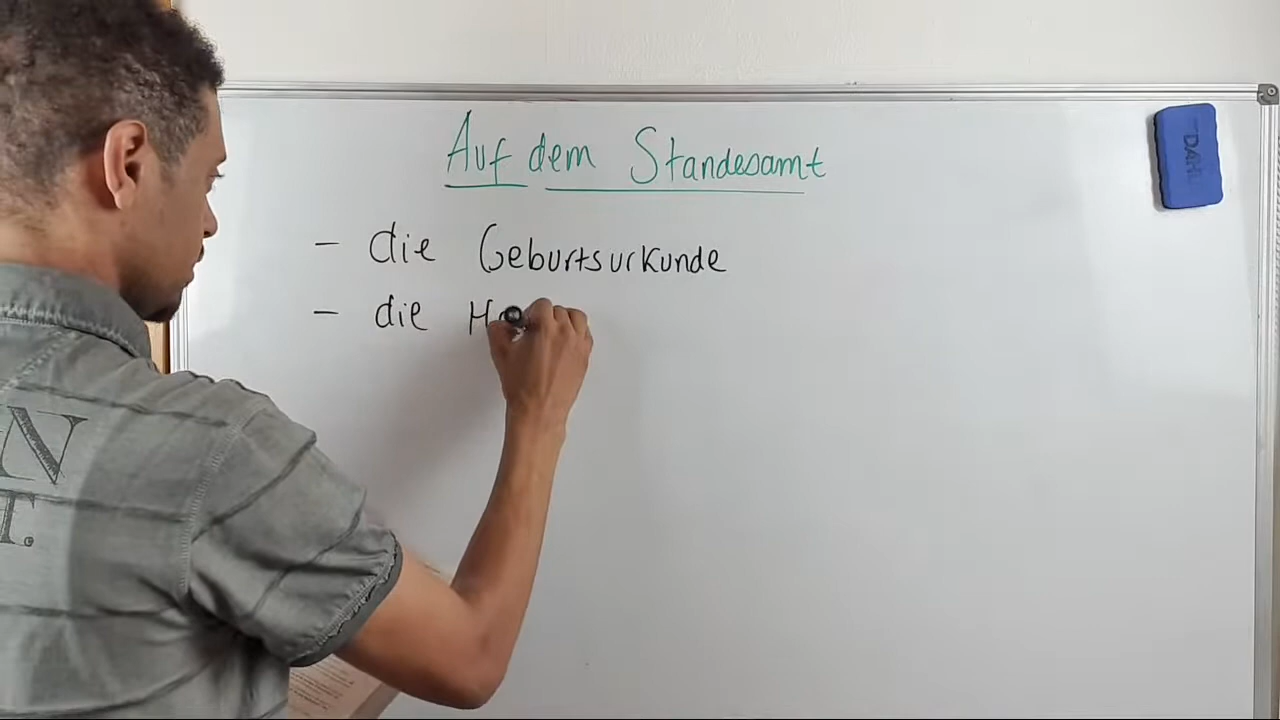 Auf dem Standesamt
- die Geburtsurkunde
- die
N
T.